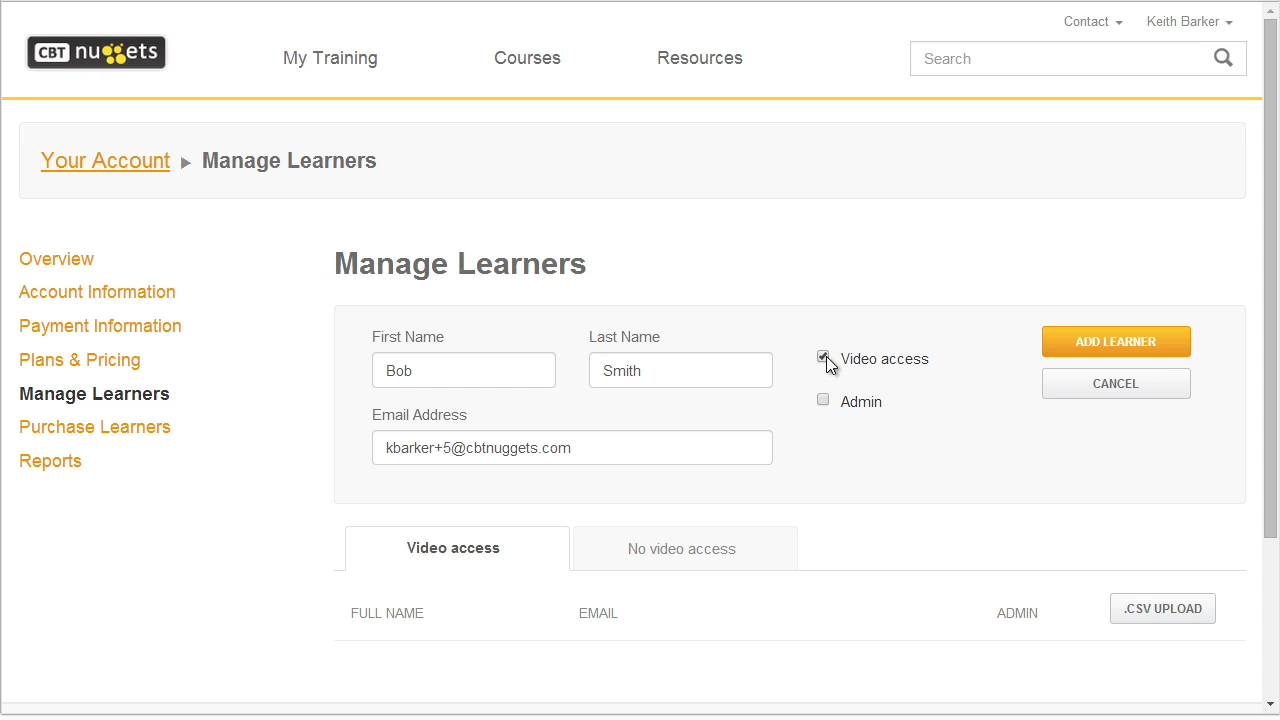 Contact
Keith Barker
CBT nuggets
My Training
Courses
Resources
Search
Your Account
Manage Learners
Overview
Account Information
Payment Information
Plans & Pricing
Manage Learners
Purchase Learners
Reports
Manage Learners
First Name
Last Name
Bob
Smith
Video access
Admin
ADD LEARNER
CANCEL
Email Address
kbarker+5@cbtnuggets.com
Video access
No video access
FULL NAME
EMAIL
ADMIN
.CSV UPLOAD